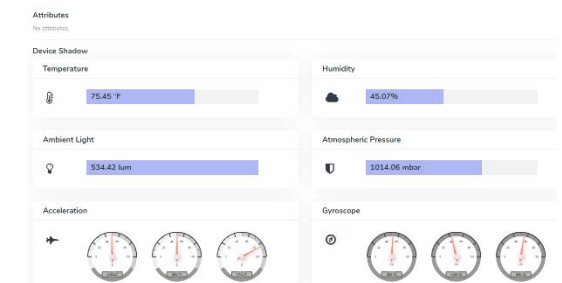 Attributes
No attributes.
Device Shadow
Temperature
Humidity
75.45 °F
45.07%
Ambient Light
Atmospheric Pressure
534.42 lum
1014.06 mbar
Acceleration
Gyroscope